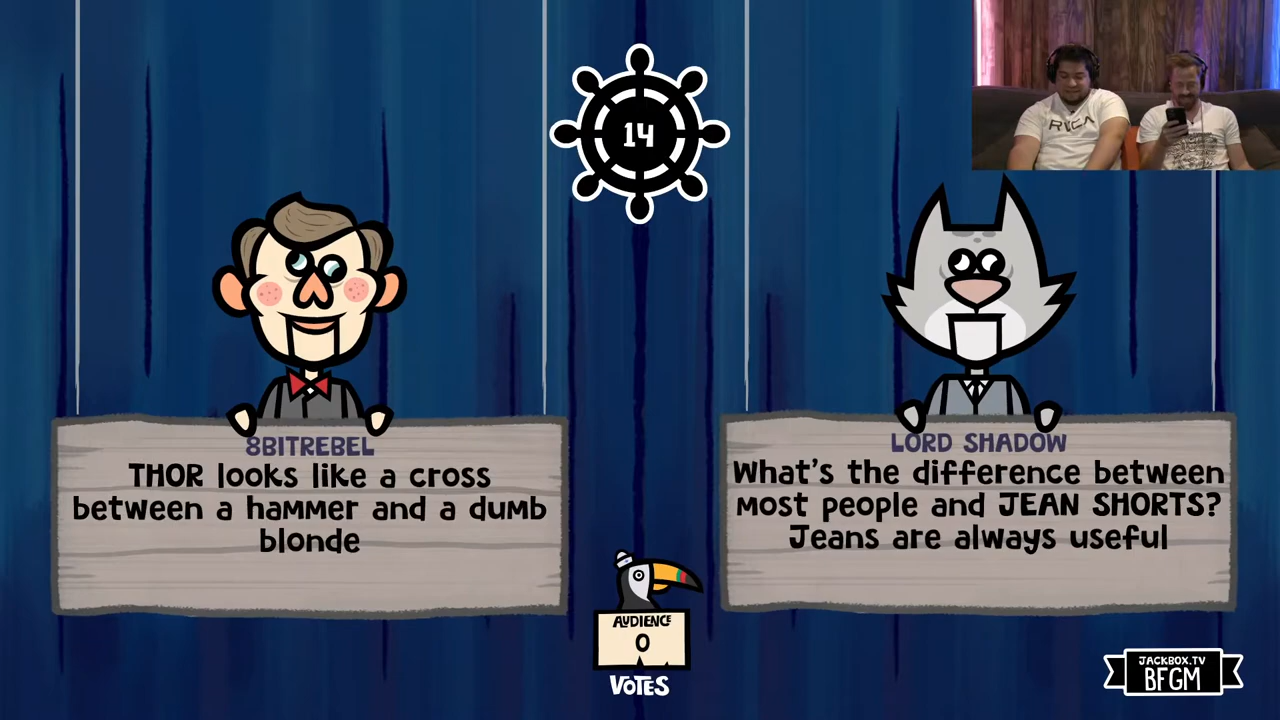 14
RVCA
8BITREBEL
THOR looks like a cross
between a hammer and a dumb
blonde
LORD SHADOW
What's the difference between
most people and JEAN SHORTS?
Jeans are always useful
AUDIENCE
0
VOTES
JACKBOX.TV
BFGM